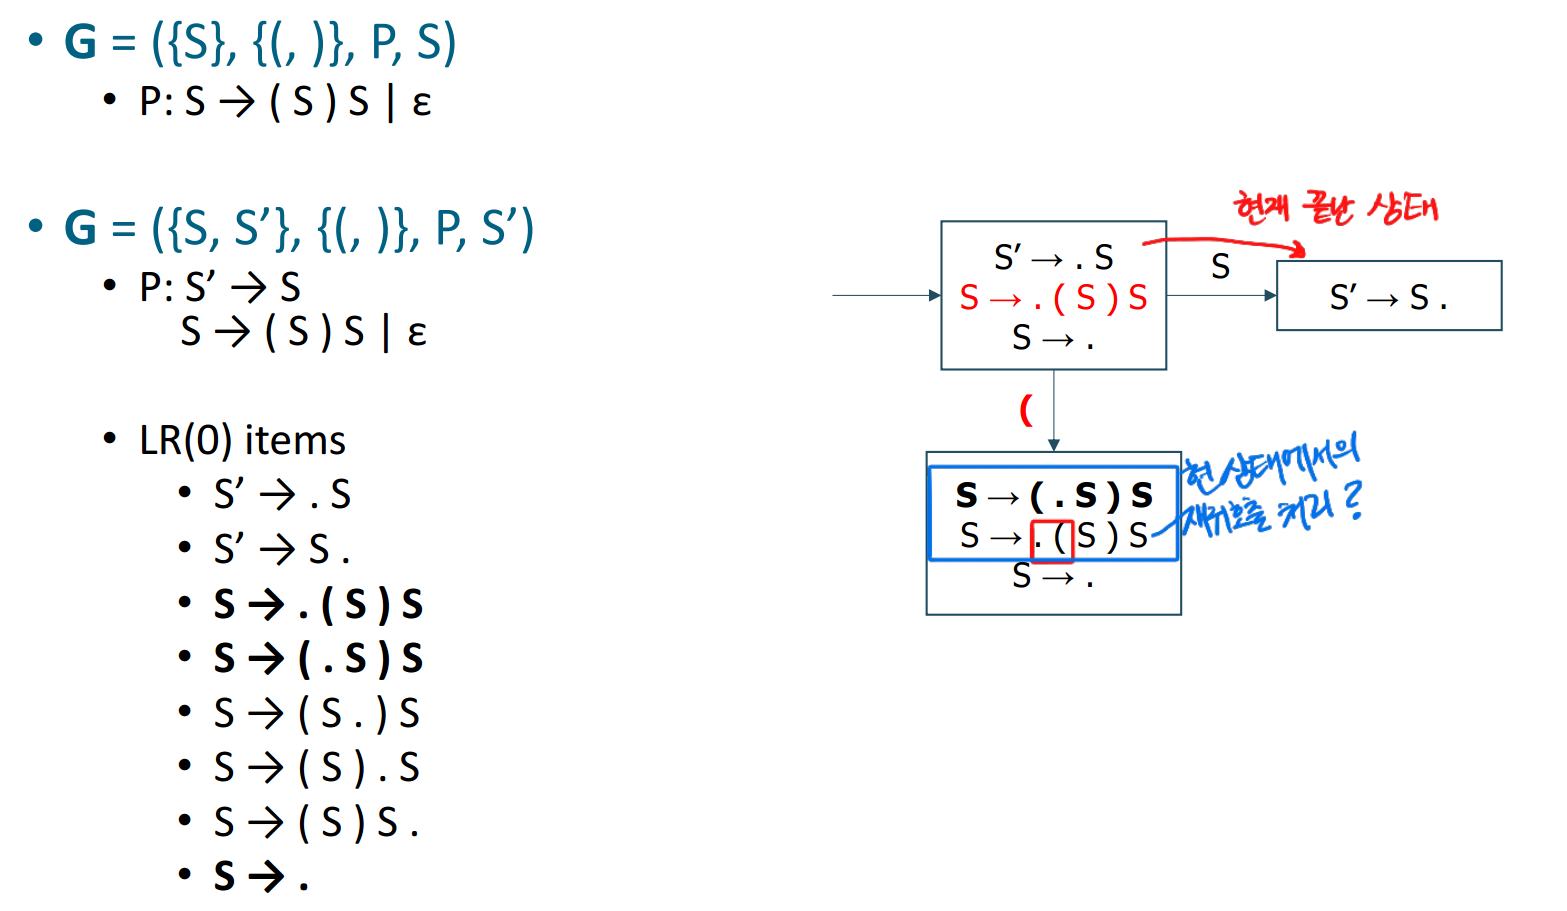 • G = ({S}, {(, )}, P, S)
• P: S → ( S ) S | ε
• G = ({S, S’}, {(, )}, P, S’)
• P: S’ → S
S → ( S ) S | ε
• LR(0) items
• S’ → . S
• S’ → S .
• S → . ( S ) S
• S → ( . S ) S
• S → ( S . ) S
• S → ( S ) . S
• S → ( S ) S .
• S → .
현재 끝난 상태
S′ → . S
S → . ( S ) S
S → .
S
S′ → S .
(
S → ( . S ) S
S → . ( S ) S
S → .
현 상태에서의
재귀호출 처리?